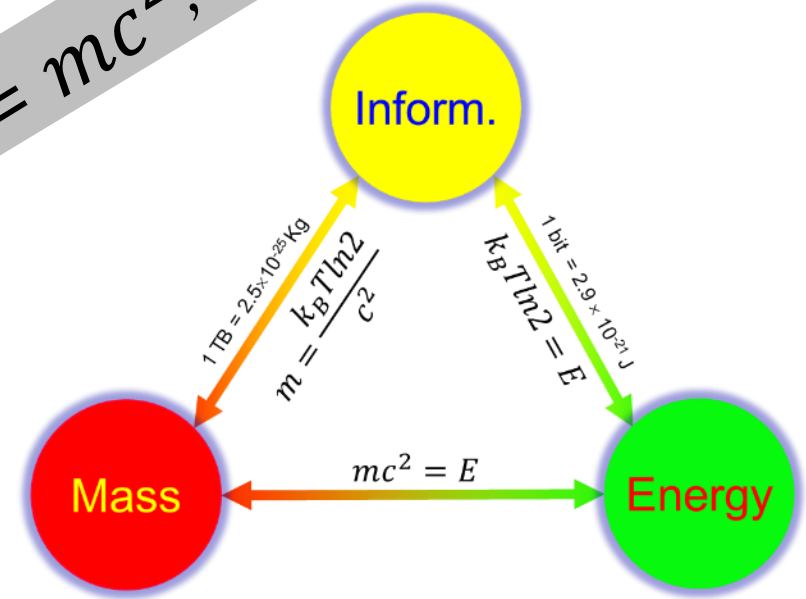 = mc²,
Inform.
1 TB = 2.5×10⁻²⁵ Kg
m = k_B T ln2 / c²
1 bit = 2.9 × 10⁻²¹ J
k_B T ln2 = E
mc² = E
Mass
Energy